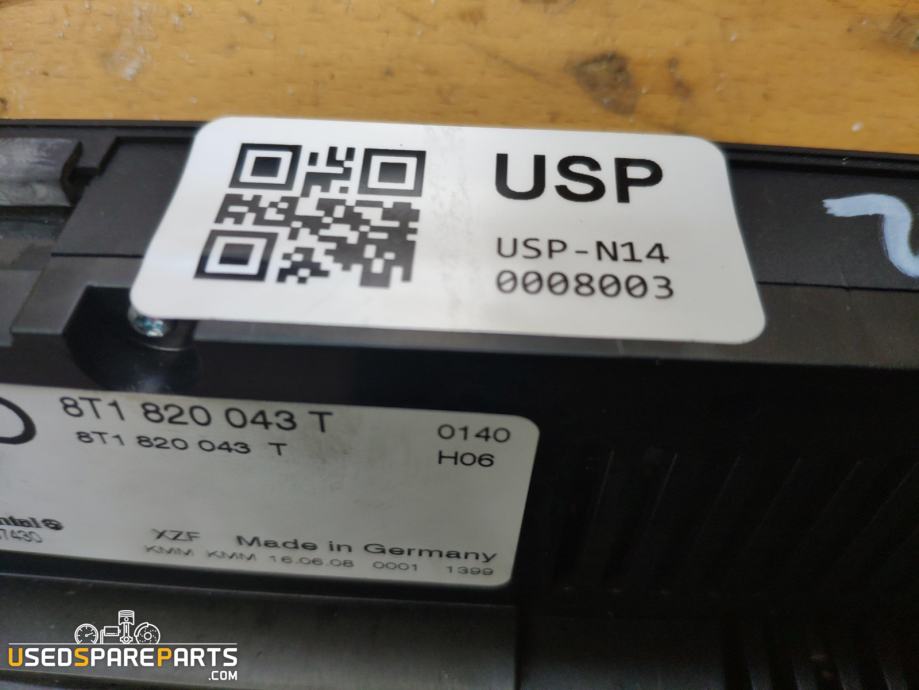 USP
USP-N14
0008003
8T1 820 043 T
8T1 820 043 T
0140
H06
XZF Made in Germany
KMM KMM 16.06.08 0001 1399
USEDSPAREPARTS
.COM